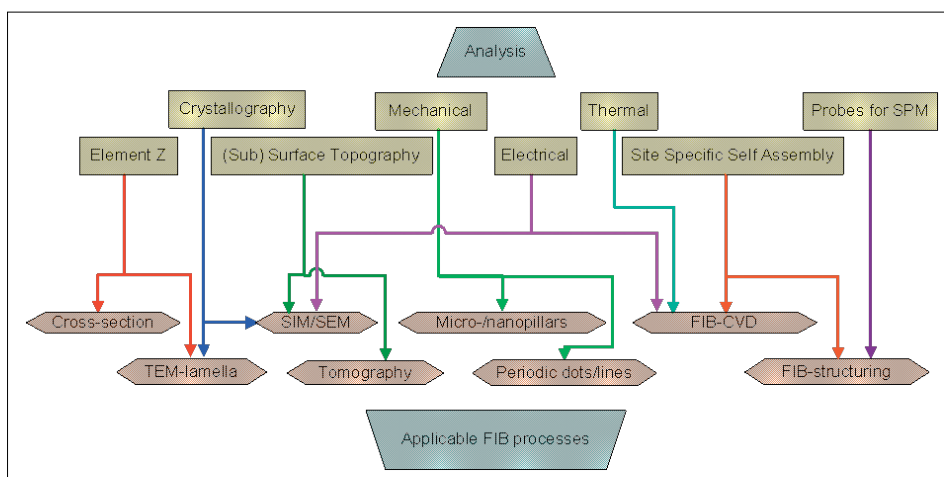 Analysis
Crystallography
Mechanical
Thermal
Probes for SPM
Element Z
(Sub) Surface Topography
Electrical
Site Specific Self Assembly
Cross-section
SIM/SEM
Micro-/nanopillars
FIB-CVD
TEM-lamella
Tomography
Periodic dots/lines
FIB-structuring
Applicable FIB processes